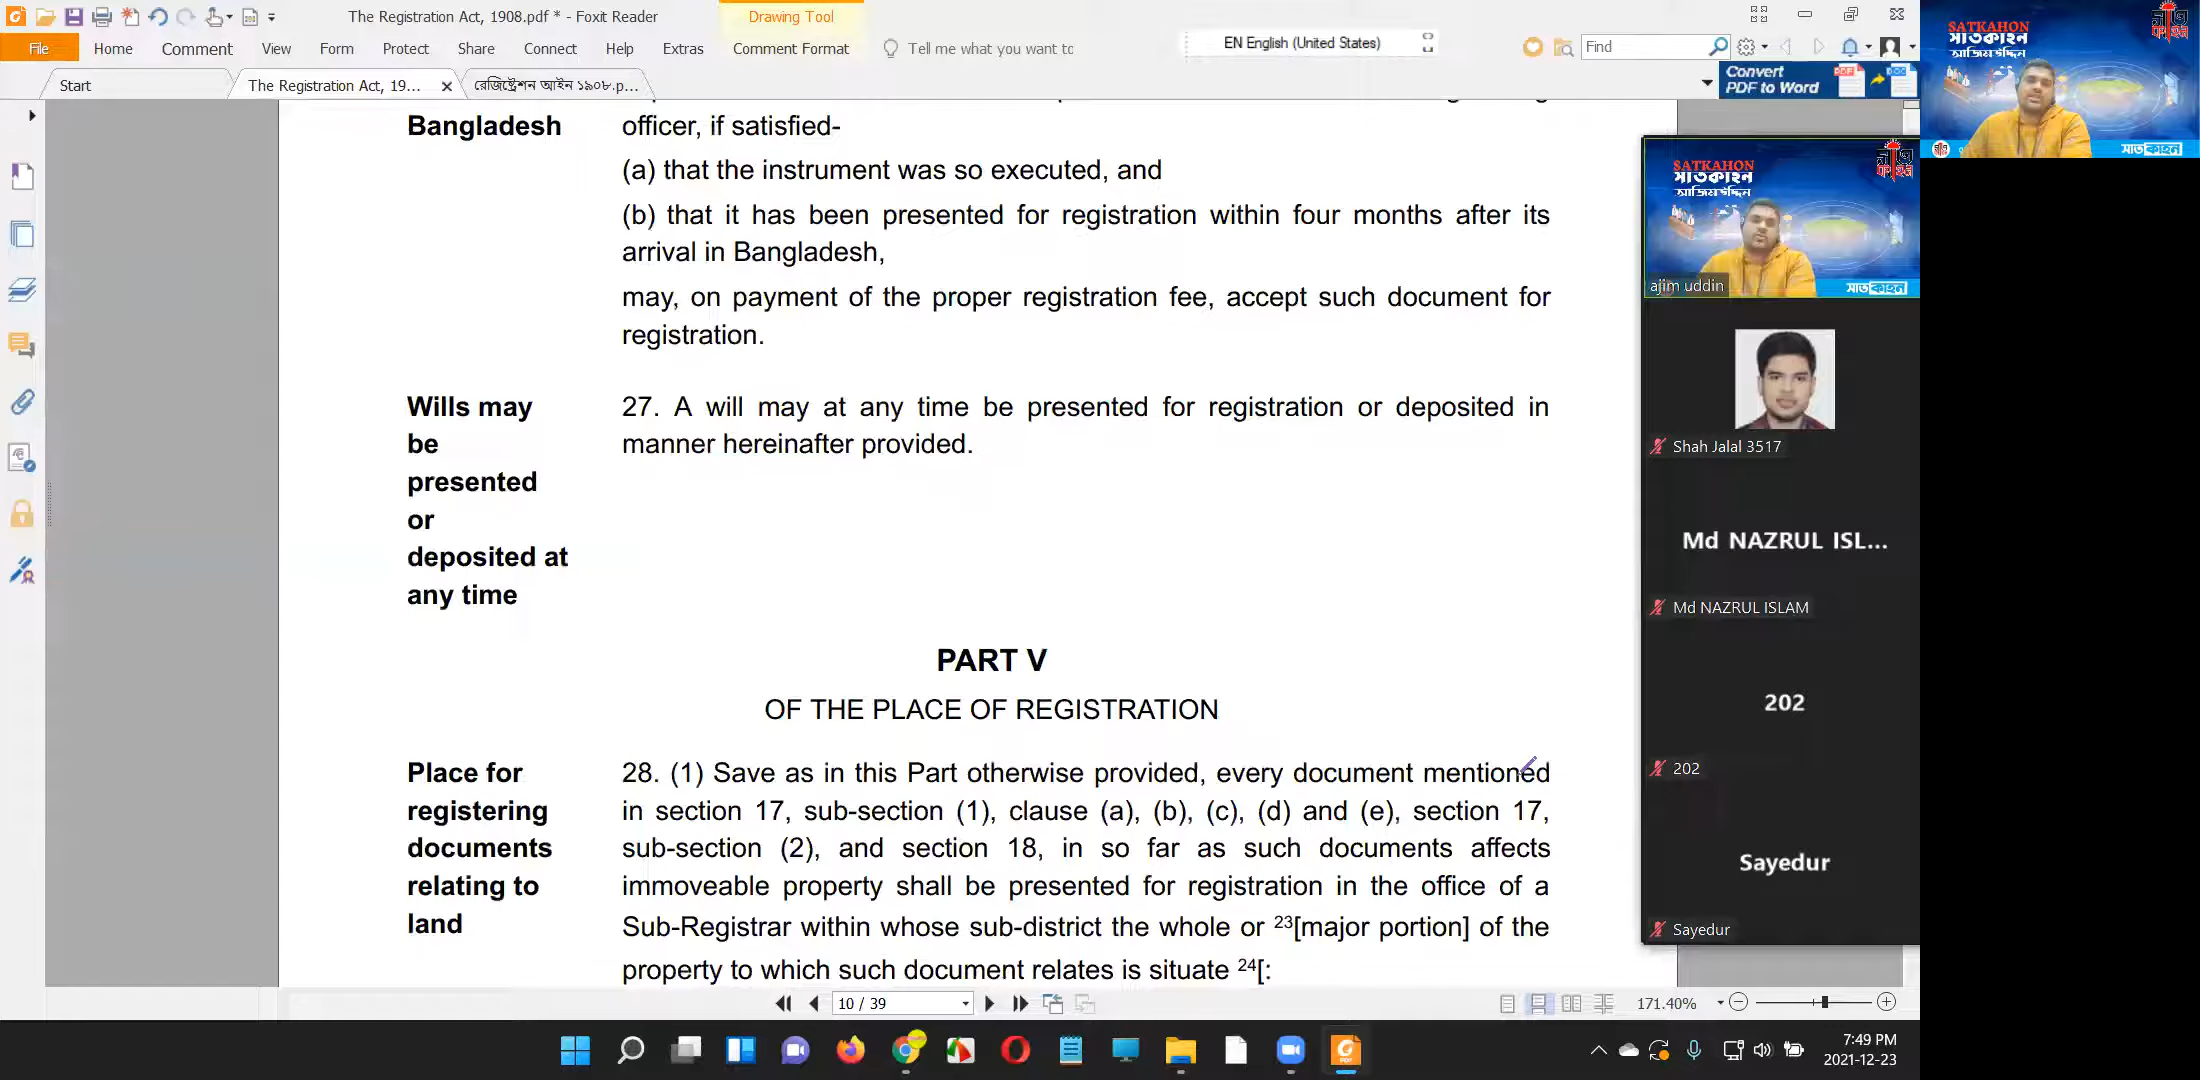 The Registration Act, 1908.pdf * - Foxit Reader
Drawing Tool
File Home Comment View Form Protect Share Connect Help Extras Comment Format Tell me what you want to
EN English (United States)
Find
Start
The Registration Act, 19...
রেজিষ্ট্রেশন আইন ১৯০৮.p...
Convert
PDF to Word
Bangladesh
officer, if satisfied-
(a) that the instrument was so executed, and
(b) that it has been presented for registration within four months after its
arrival in Bangladesh,
may, on payment of the proper registration fee, accept such document for
registration.
Wills may
be
presented
or
deposited at
any time
27. A will may at any time be presented for registration or deposited in
manner hereinafter provided.
PART V
OF THE PLACE OF REGISTRATION
Place for
registering
documents
relating to
land
28. (1) Save as in this Part otherwise provided, every document mentioned
in section 17, sub-section (1), clause (a), (b), (c), (d) and (e), section 17,
sub-section (2), and section 18, in so far as such documents affects
immoveable property shall be presented for registration in the office of a
Sub-Registrar within whose sub-district the whole or 23[major portion] of the
property to which such document relates is situate 24[:
10 / 39
171.40%
SATKAHON
সাতকাহন
আজিম উদ্দিন
সাতকাহন
SATKAHON
সাতকাহন
আজিম উদ্দিন
ajim uddin
সাতকাহন
Shah Jalal 3517
Md NAZRUL ISL...
Md NAZRUL ISLAM
202
202
Sayedur
Sayedur
7:49 PM
2021-12-23